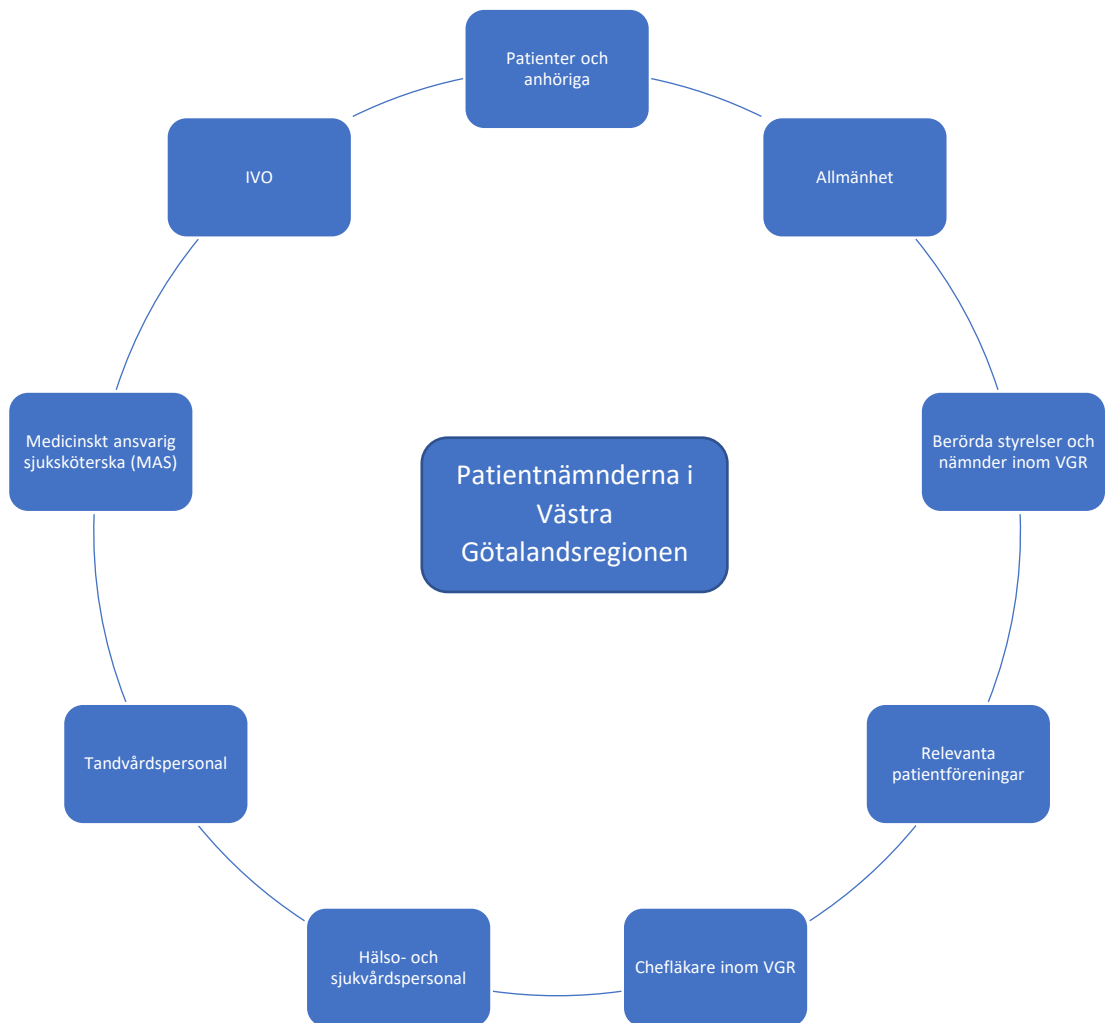 Patienter och
anhöriga
IVO
Allmänhet
Medicinskt ansvarig
sjuksköterska (MAS)
Berörda styrelser och
nämnder inom VGR
Patientnämnderna i
Västra
Götalandsregionen
Tandvårdspersonal
Relevanta
patientföreningar
Hälso- och
sjukvårdspersonal
Chefläkare inom VGR